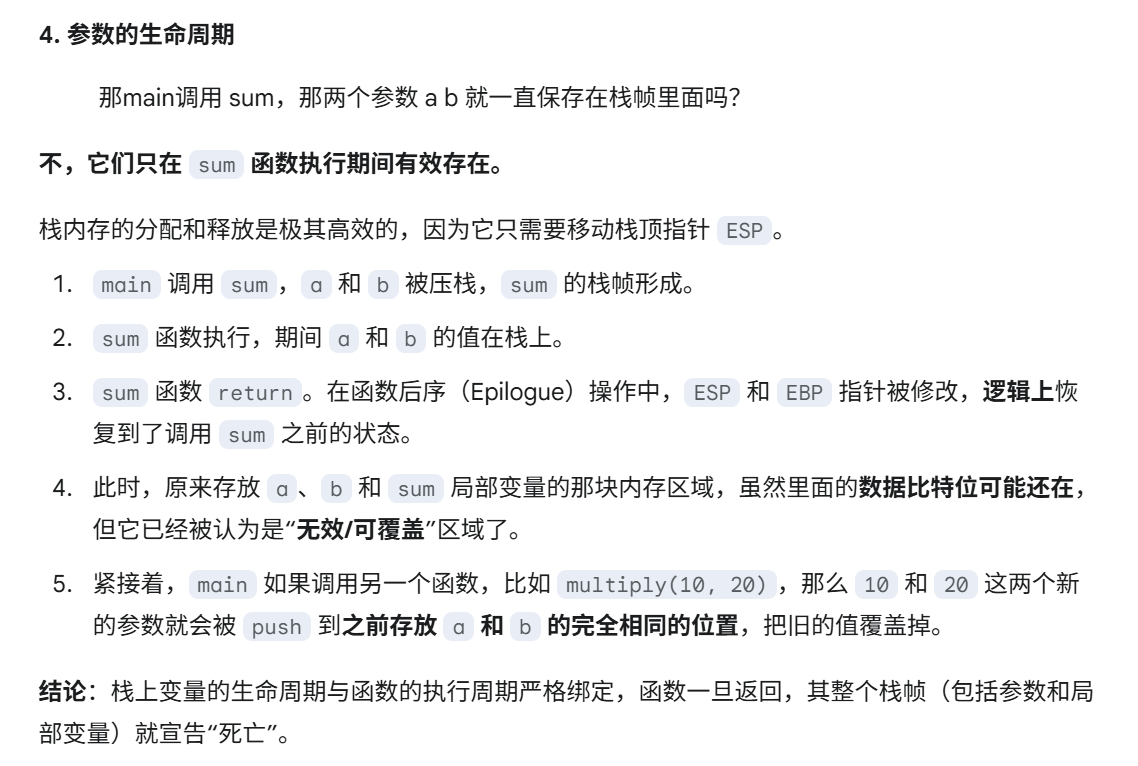 4. 参数的生命周期
那main调用 sum，那两个参数 a b 就一直保存在栈帧里面吗？
不，它们只在 sum 函数执行期间有效存在。
栈内存的分配和释放是极其高效的，因为它只需要移动栈顶指针 ESP 。
1. main 调用 sum ， a 和 b 被压栈， sum 的栈帧形成。
2. sum 函数执行，期间 a 和 b 的值在栈上。
3. sum 函数 return 。在函数后序（Epilogue）操作中， ESP 和 EBP 指针被修改，逻辑上恢
复到了调用 sum 之前的状态。
4. 此时，原来存放 a 、 b 和 sum 局部变量的那块内存区域，虽然里面的数据比特位可能还在，
但它已经被认为是“无效/可覆盖”区域了。
5. 紧接着， main 如果调用另一个函数，比如 multiply(10, 20) ，那么 10 和 20 这两个新
的参数就会被 push 到之前存放 a 和 b 的完全相同的位置，把旧的值覆盖掉。
结论：栈上变量的生命周期与函数的执行周期严格绑定，函数一旦返回，其整个栈帧（包括参数和局
部变量）就宣告“死亡”。